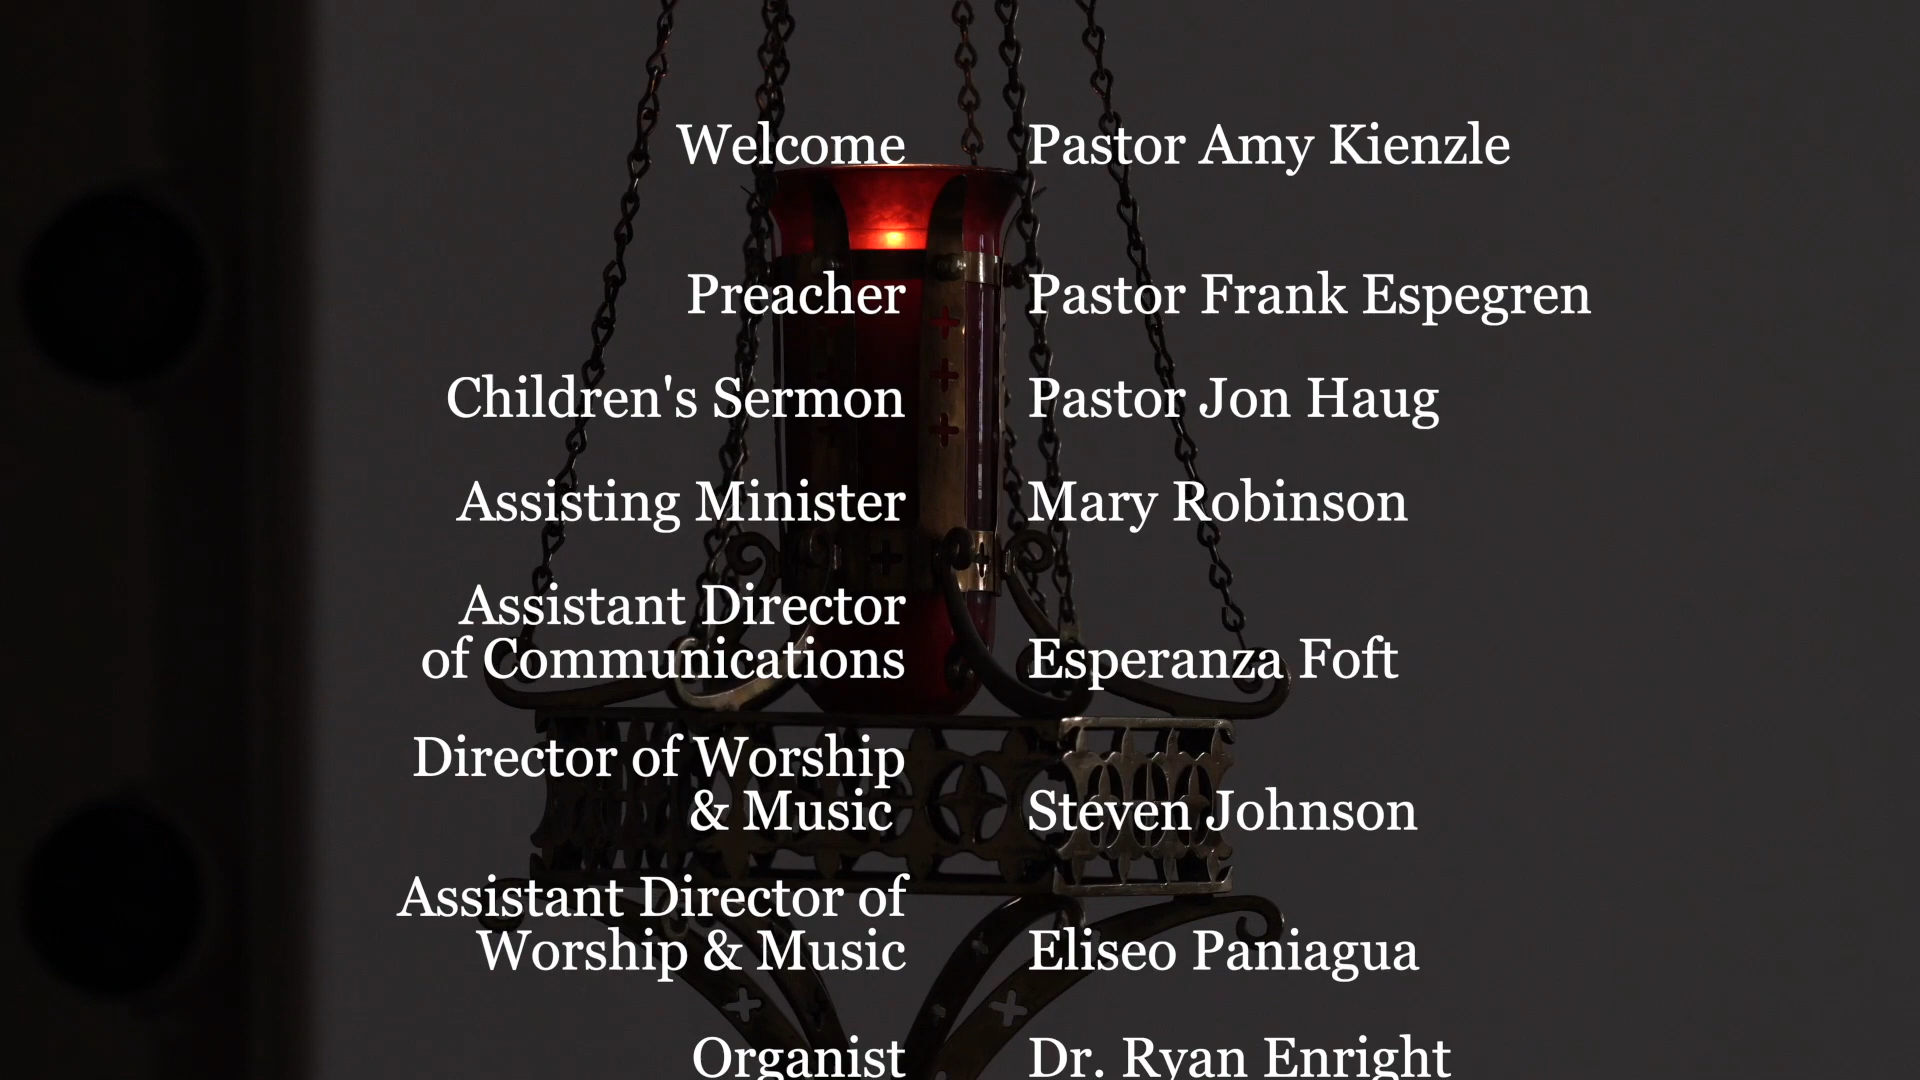 Welcome Pastor Amy Kienzle
Preacher Pastor Frank Espegren
Children's Sermon Pastor Jon Haug
Assisting Minister Mary Robinson
Assistant Director
of Communications Esperanza Foft
Director of Worship
& Music Steven Johnson
Assistant Director of
Worship & Music Eliseo Paniagua
Organist Dr. Ryan Enright